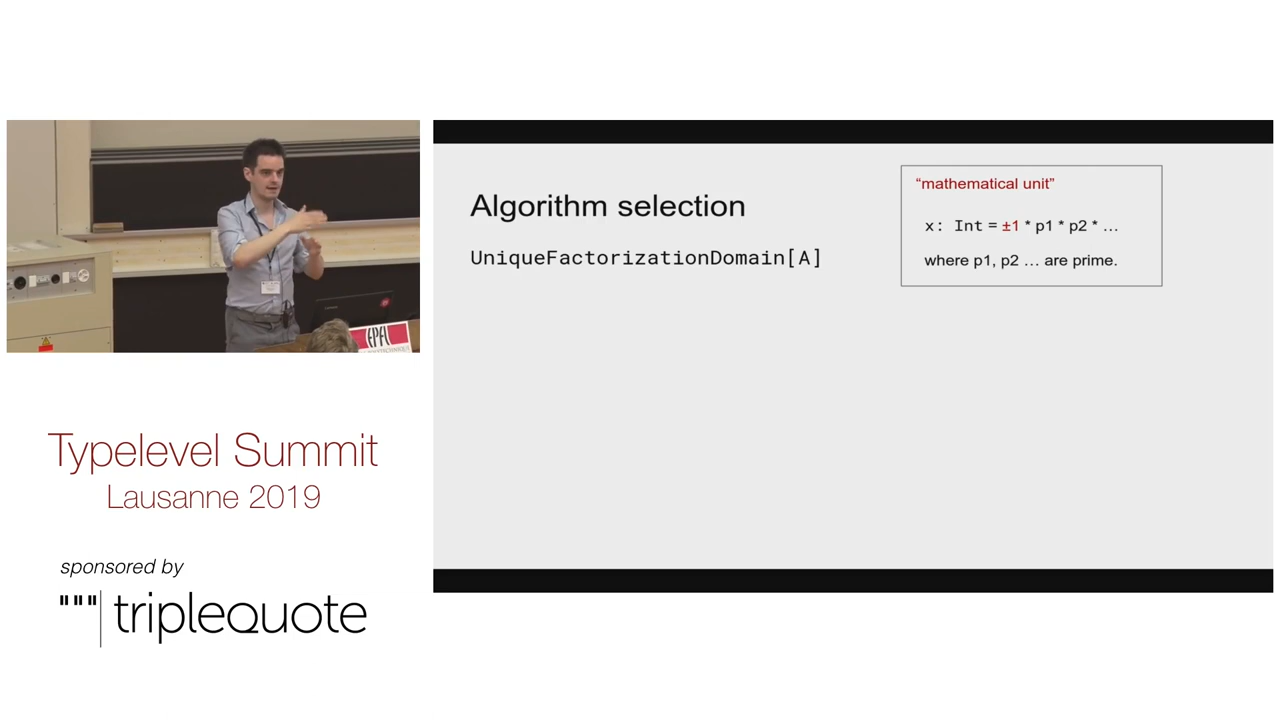 EPFL
Typelevel Summit
Lausanne 2019
sponsored by
triplequote
Algorithm selection
UniqueFactorizationDomain[A]
“mathematical unit”
x: Int = ±1 * p1 * p2 * …
where p1, p2 … are prime.